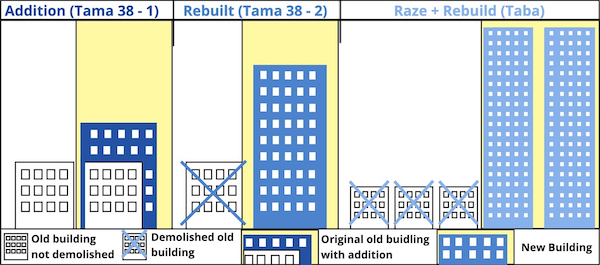 Addition (Tama 38 - 1)
Rebuilt (Tama 38 - 2)
Raze + Rebuild (Taba)
Old building
not demolished
Demolished old
building
Original old buidling
with addition
New Building